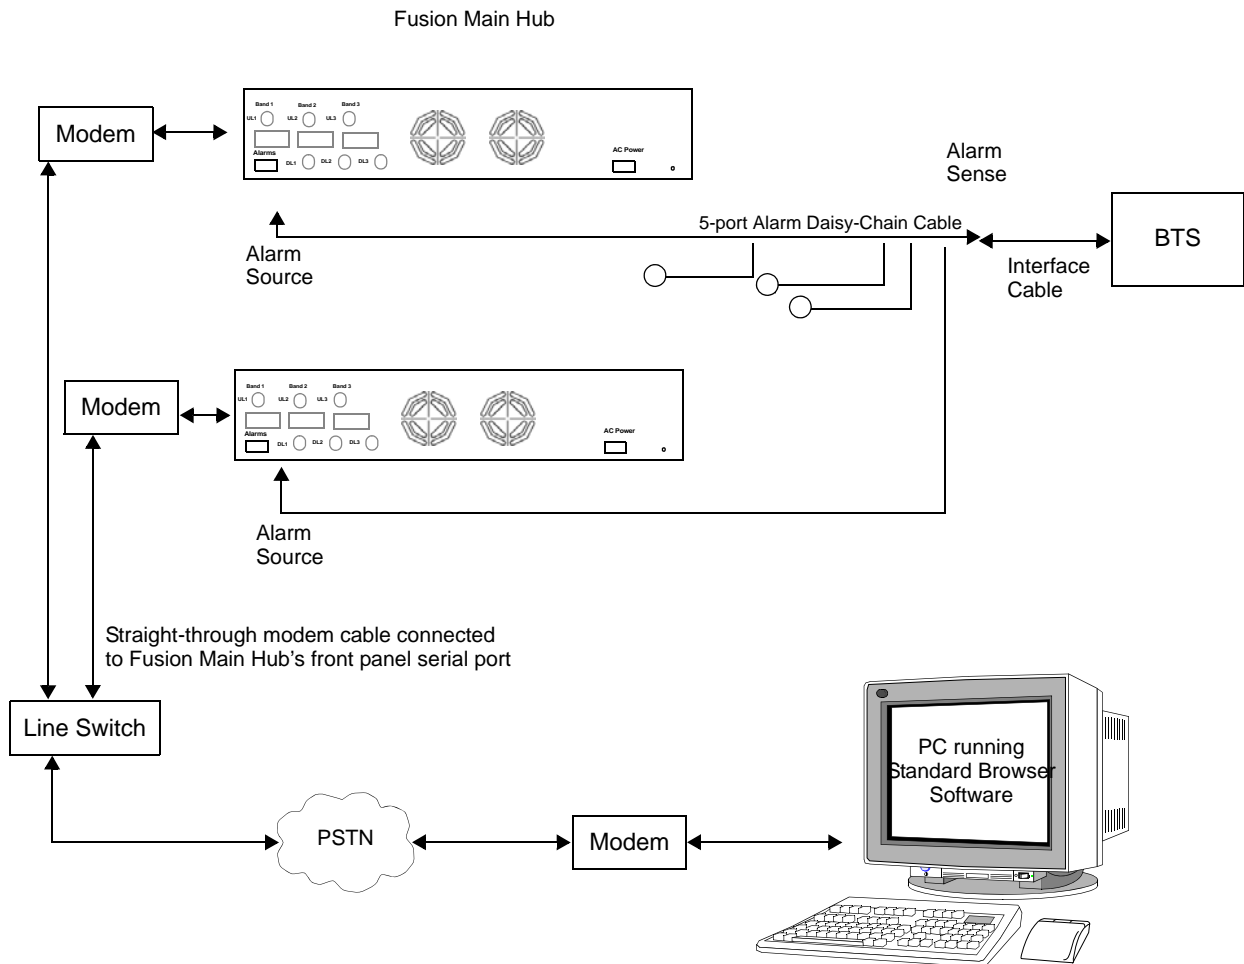 Fusion Main Hub
Band 1 Band 2 Band 3
UL1 UL2 UL3
Modem
Alarms
DL1 DL2 DL3
AC Power
Alarm
Sense
5-port Alarm Daisy-Chain Cable
BTS
Alarm
Source
Interface
Cable
Band 1 Band 2 Band 3
UL1 UL2 UL3
Modem
Alarms
DL1 DL2 DL3
AC Power
Alarm
Source
Straight-through modem cable connected
to Fusion Main Hub's front panel serial port
Line Switch
PC running
Standard Browser
Software
PSTN
Modem